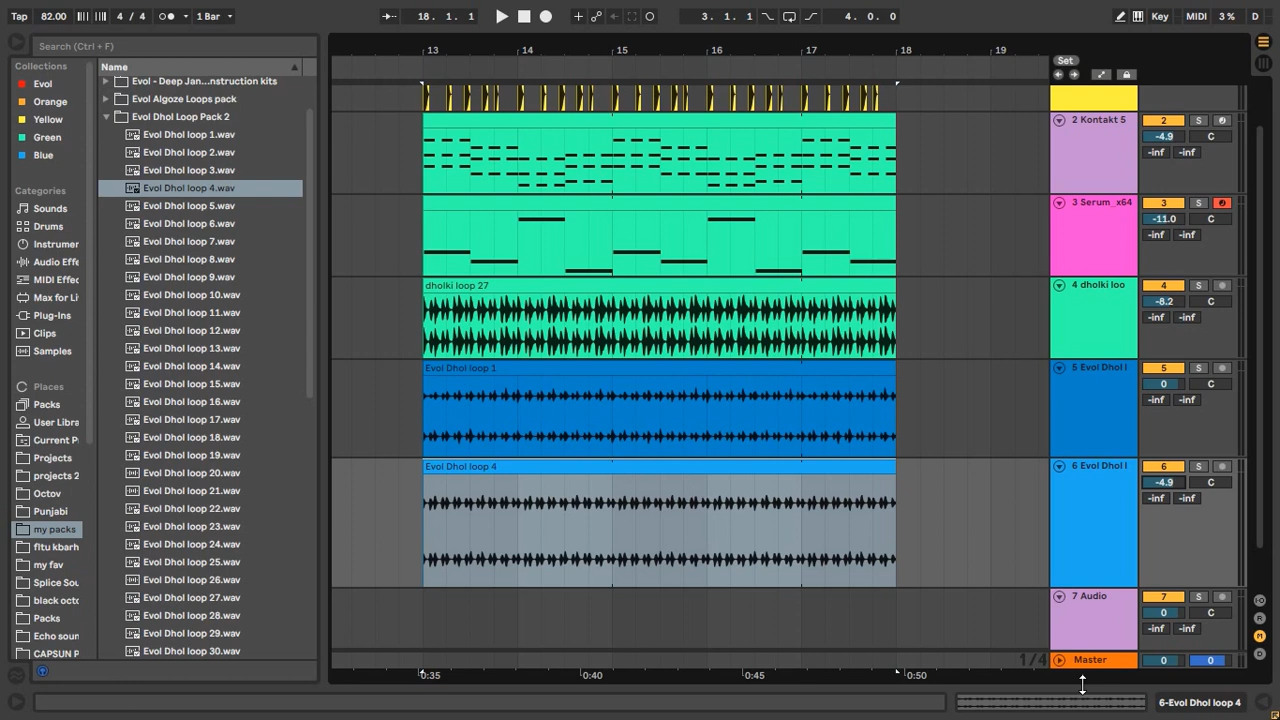 Tap 82.00 4 / 4 1 Bar 18. 1. 1 3. 1. 1 4. 0. 0 Key MIDI 3 % D
Search (Ctrl + F)
Collections
Evol
Orange
Yellow
Green
Blue
Categories
Sounds
Drums
Instrumer
Audio Effe
MIDI Effec
Max for Li
Plug-Ins
Clips
Samples
Places
Packs
User Libra
Current P
Projects
projects 2
Octov
Punjabi
my packs
fltu kbarh
my fav
Splice Sou
black octo
Packs
Echo soun
CAPSUN P
Name
Evol - Deep Jan...nstruction kits
Evol Algoze Loops pack
Evol Dhol Loop Pack 2
Evol Dhol loop 1.wav
Evol Dhol loop 2.wav
Evol Dhol loop 3.wav
Evol Dhol loop 4.wav
Evol Dhol loop 5.wav
Evol Dhol loop 6.wav
Evol Dhol loop 7.wav
Evol Dhol loop 8.wav
Evol Dhol loop 9.wav
Evol Dhol loop 10.wav
Evol Dhol loop 11.wav
Evol Dhol loop 12.wav
Evol Dhol loop 13.wav
Evol Dhol loop 14.wav
Evol Dhol loop 15.wav
Evol Dhol loop 16.wav
Evol Dhol loop 17.wav
Evol Dhol loop 18.wav
Evol Dhol loop 19.wav
Evol Dhol loop 20.wav
Evol Dhol loop 21.wav
Evol Dhol loop 22.wav
Evol Dhol loop 23.wav
Evol Dhol loop 24.wav
Evol Dhol loop 25.wav
Evol Dhol loop 26.wav
Evol Dhol loop 27.wav
Evol Dhol loop 28.wav
Evol Dhol loop 29.wav
Evol Dhol loop 30.wav
13 14 15 16 17 18 19
Set
2 Kontakt 5 2 S
-4.9 C
-inf -inf
3 Serum_x64 3 S
-11.0 C
-inf -inf
dholki loop 27
4 dholki loo 4 S
-8.2 C
-inf -inf
Evol Dhol loop 1
5 Evol Dhol l 5 S
0 C
-inf -inf
Evol Dhol loop 4
6 Evol Dhol l 6 S
-4.9 C
-inf -inf
7 Audio 7 S
0 C
-inf -inf
1/4 Master 0 0
0:35 0:40 0:45 0:50
H
R
M
D
6-Evol Dhol loop 4